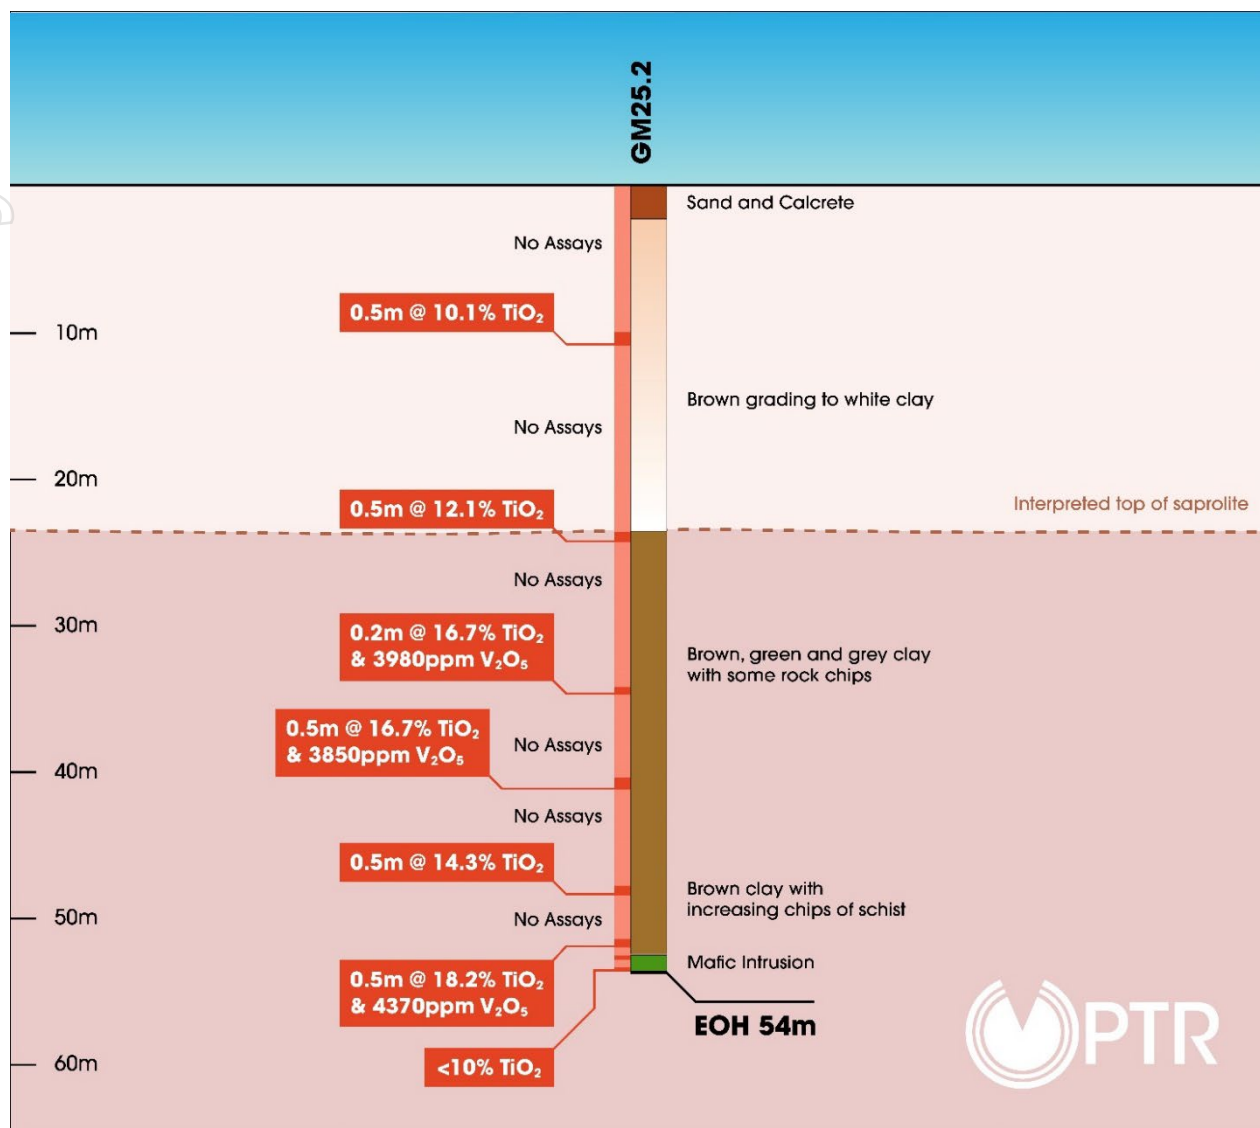 GM25.2
Sand and Calcrete
No Assays
0.5m @ 10.1% TiO₂
10m
Brown grading to white clay
No Assays
20m
0.5m @ 12.1% TiO₂
Interpreted top of saprolite
No Assays
30m
0.2m @ 16.7% TiO₂
& 3980ppm V₂O₅
Brown, green and grey clay
with some rock chips
0.5m @ 16.7% TiO₂
& 3850ppm V₂O₅
No Assays
40m
No Assays
0.5m @ 14.3% TiO₂
Brown clay with
increasing chips of schist
50m
No Assays
Mafic Intrusion
0.5m @ 18.2% TiO₂
& 4370ppm V₂O₅
EOH 54m
<10% TiO₂
60m
PTR